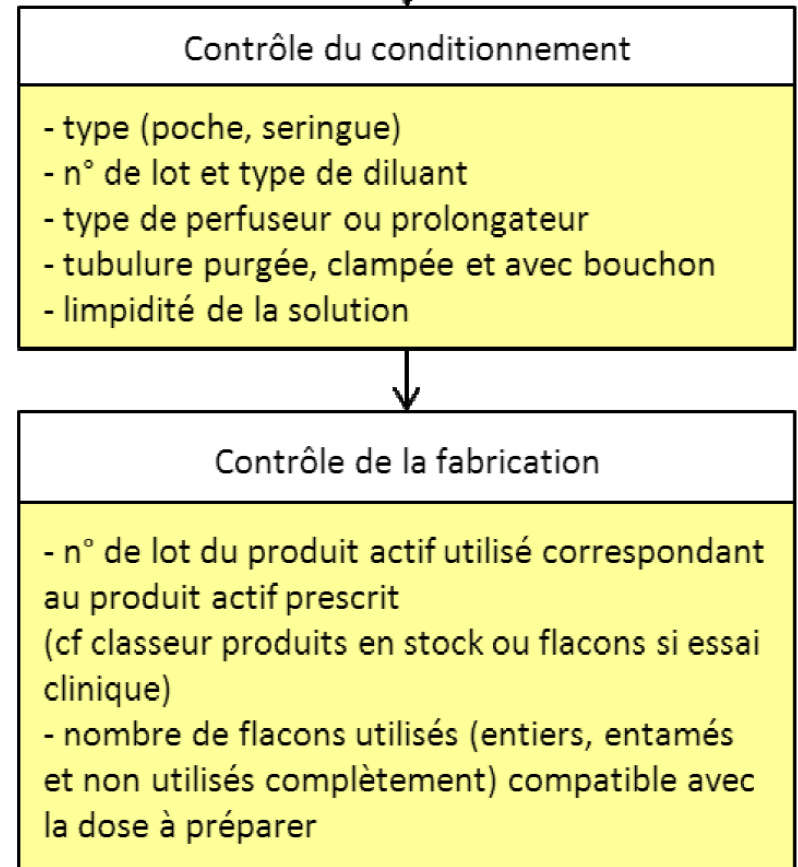 Contrôle du conditionnement
- type (poche, seringue)
- n° de lot et type de diluant
- type de perfuseur ou prolongateur
- tubulure purgée, clampée et avec bouchon
- limpidité de la solution
Contrôle de la fabrication
- n° de lot du produit actif utilisé correspondant
au produit actif prescrit
(cf classeur produits en stock ou flacons si essai
clinique)
- nombre de flacons utilisés (entiers, entamés
et non utilisés complètement) compatible avec
la dose à préparer